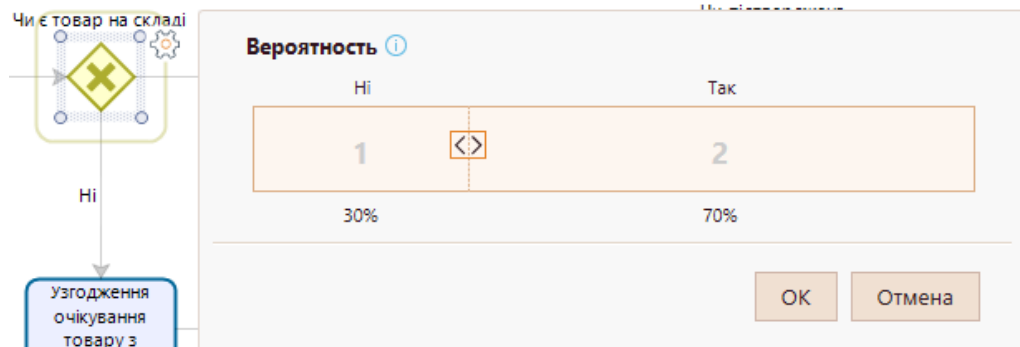 Чи є товар на складі
Вероятность
Ні
Так
1
2
30%
70%
Ні
OK
Отмена
Узгодження
очікування
товару з